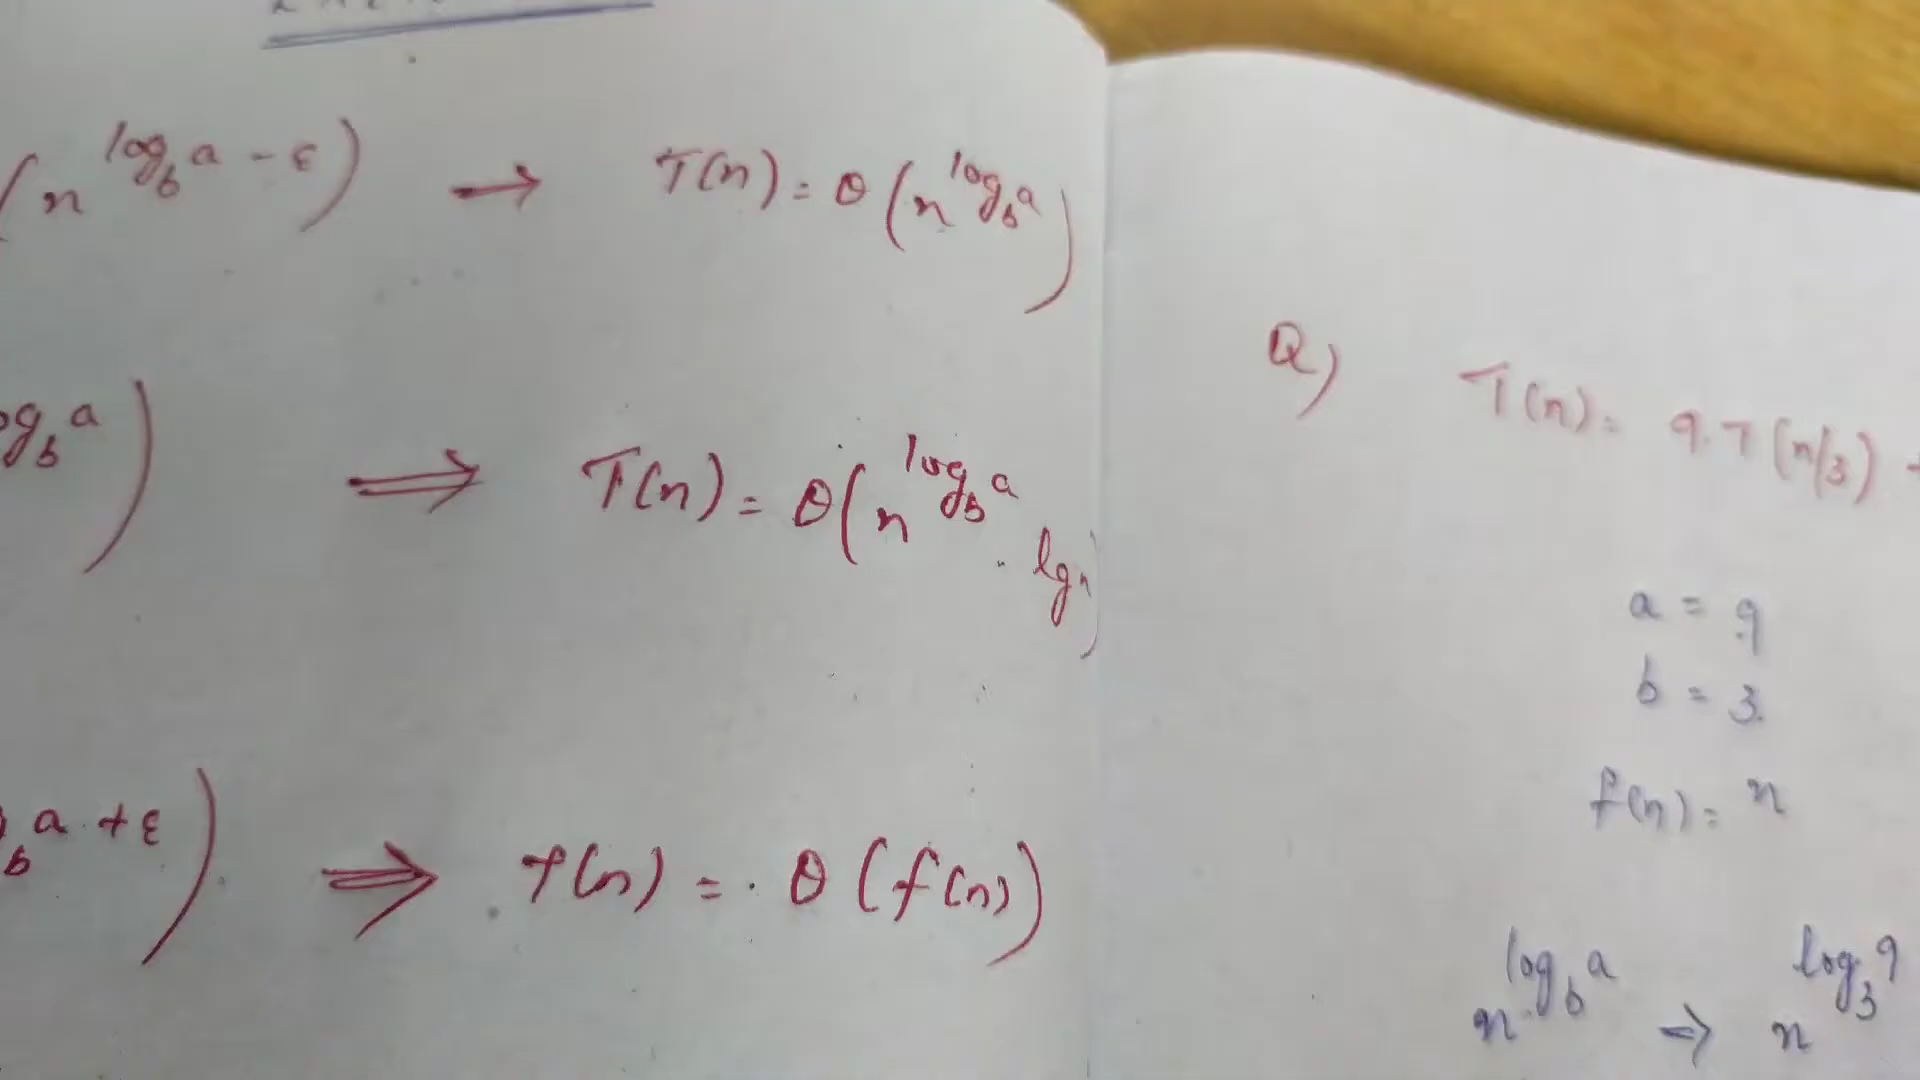 (n^(log_b a - ε)) → T(n) = θ(n^(log_b a))
og_b a) ⇒ T(n) = θ(n^(log_b a) . lg n)
_b a + ε) ⇒ T(n) = . θ(f(n))
Q) T(n) = 9.T(n/3) +
a = 9
b = 3.
f(n) = n
n^(log_b a) ⇒ n^(log_3 9)